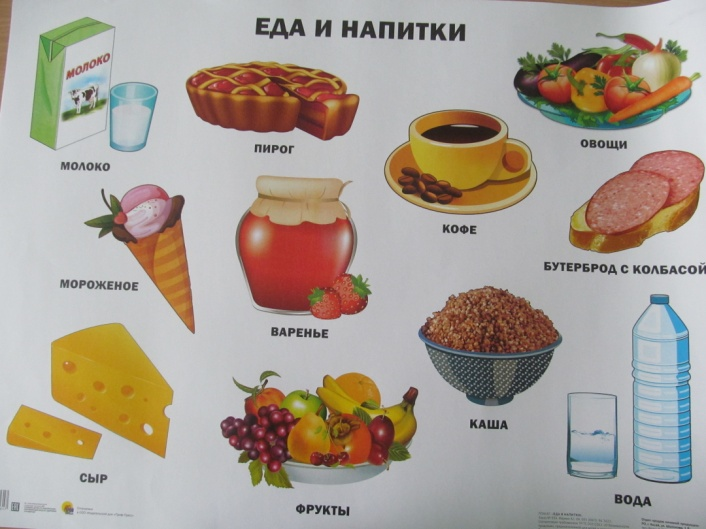 ЕДА И НАПИТКИ
МОЛОКО
МОЛОКО
ПИРОГ
ОВОЩИ
КОФЕ
БУТЕРБРОД С КОЛБАСОЙ
МОРОЖЕНОЕ
ВАРЕНЬЕ
КАША
СЫР
ФРУКТЫ
ВОДА